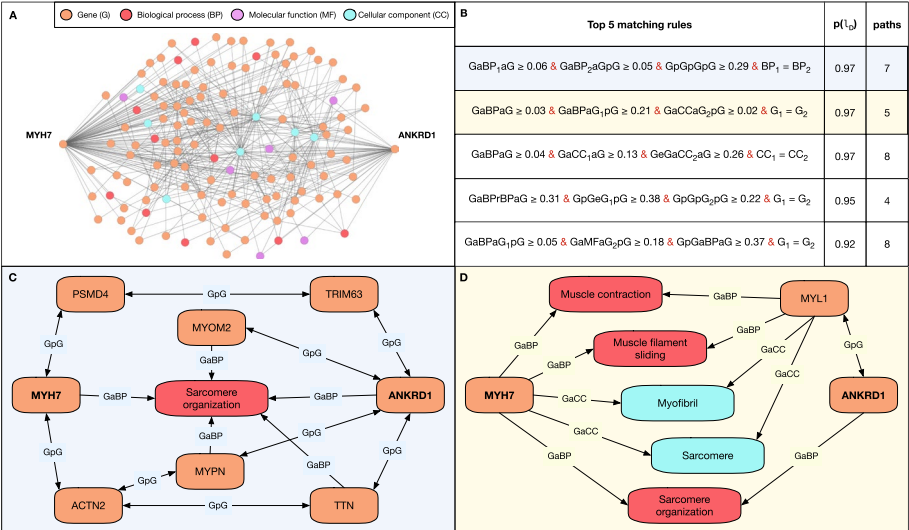 A
Gene (G)
Biological process (BP)
Molecular function (MF)
Cellular component (CC)
MYH7
ANKRD1
B
Top 5 matching rules
p(l_D)
paths
GaBP₁aG ≥ 0.06 & GaBP₂aGpG ≥ 0.05 & GpGpGpG ≥ 0.29 & BP₁ = BP₂
0.97
7
GaBPaG ≥ 0.03 & GaBPaG₁pG ≥ 0.21 & GaCCaG₂pG ≥ 0.02 & G₁ = G₂
0.97
5
GaBPaG ≥ 0.04 & GaCC₁aG ≥ 0.13 & GeGaCC₂aG ≥ 0.26 & CC₁ = CC₂
0.97
8
GaBPrBPaG ≥ 0.31 & GpGeG₁pG ≥ 0.38 & GpGpG₂pG ≥ 0.22 & G₁ = G₂
0.95
4
GaBPaG₁pG ≥ 0.05 & GaMFaG₂pG ≥ 0.18 & GpGaBPaG ≥ 0.37 & G₁ = G₂
0.92
8
C
PSMD4
GpG
TRIM63
MYOM2
GpG
GpG
GpG
GaBP
MYH7
GaBP
Sarcomere
organization
GaBP
ANKRD1
GaBP
GpG
GpG
GpG
MYPN
GaBP
GpG
ACTN2
GpG
TTN
D
Muscle contraction
GaBP
MYL1
GaBP
GaBP
Muscle filament
sliding
GaBP
GaCC
GpG
GaCC
MYH7
GaCC
Myofibril
ANKRD1
GaCC
Sarcomere
GaBP
GaBP
Sarcomere
organization